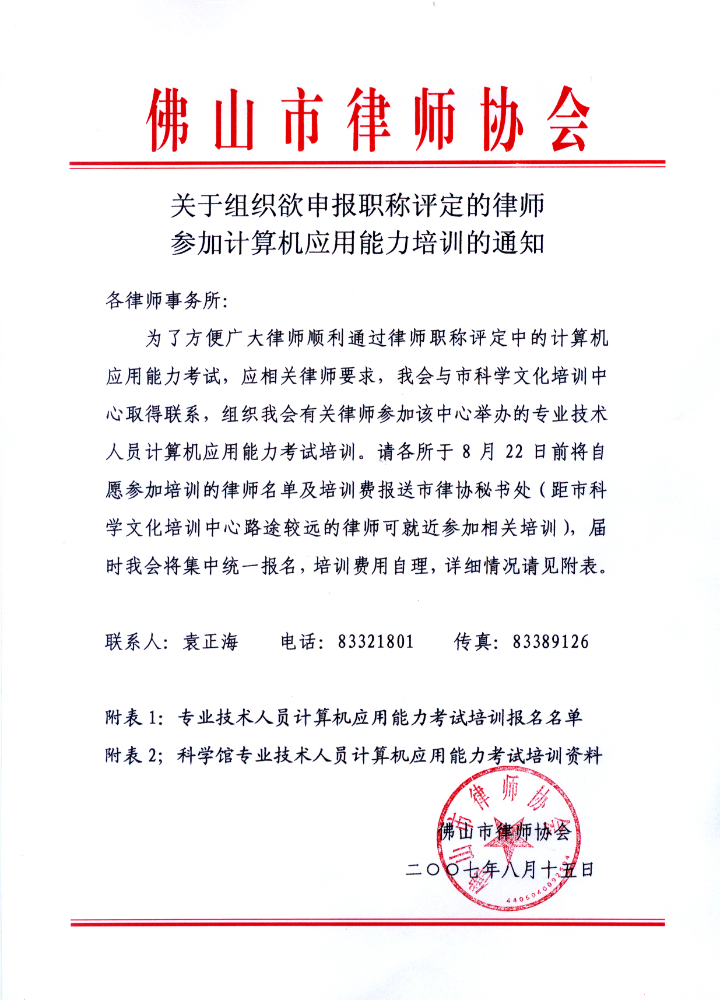 佛山市律师协会
关于组织欲申报职称评定的律师
参加计算机应用能力培训的通知
各律师事务所:
为了方便广大律师顺利通过律师职称评定中的计算机
应用能力考试，应相关律师要求，我会与市科学文化培训中
心取得联系，组织我会有关律师参加该中心举办的专业技术
人员计算机应用能力考试培训。请各所于 8 月 22 日前将自
愿参加培训的律师名单及培训费报送市律协秘书处（距市科
学文化培训中心路途较远的律师可就近参加相关培训），届
时我会将集中统一报名，培训费用自理，详细情况请见附表。
联系人：袁正海 电话：83321801 传真：83389126
附表 1：专业技术人员计算机应用能力考试培训报名名单
附表 2；科学馆专业技术人员计算机应用能力考试培训资料
佛山市律师协会
二〇〇七年八月十五日
佛山市律师协会
4406040092504